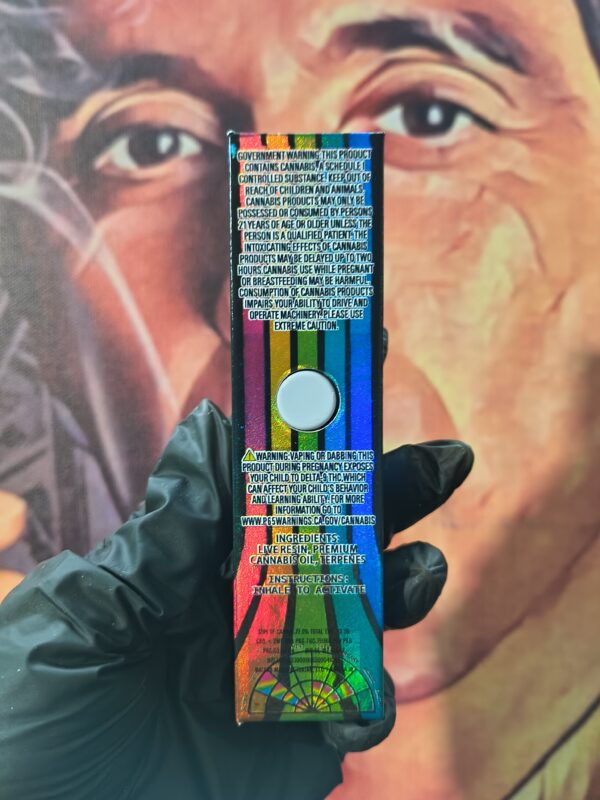 GOVERNMENT WARNING:THIS PRODUCT
CONTAINS CANNABIS, A SCHEDULE I
CONTROLLED SUBSTANCE. KEEP OUT OF
REACH OF CHILDREN AND ANIMALS.
CANNABIS PRODUCTS MAY ONLY BE
POSSESSED OR CONSUMED BY PERSONS
21 YEARS OF AGE OR OLDER UNLESS THE
PERSON IS A QUALIFIED PATIENT. THE
INTOXICATING EFFECTS OF CANNABIS
PRODUCTS MAY BE DELAYED UP TO TWO
HOURS.CANNABIS USE WHILE PREGNANT
OR BREASTFEEDING MAY BE HARMFUL.
CONSUMPTION OF CANNABIS PRODUCTS
IMPAIRS YOUR ABILITY TO DRIVE AND
OPERATE MACHINERY. PLEASE USE
EXTREME CAUTION.
WARNING:VAPING OR DABBING THIS
PRODUCT DURING PREGNANCY EXPOSES
YOUR CHILD TO DELTA-9 THC,WHICH
CAN AFFECT YOUR CHILD'S BEHAVIOR
AND LEARNING ABILITY. FOR MORE
INFORMATION GO TO
WWW.P65WARNINGS.CA.GOV/CANNABIS
INGREDIENTS:
LIVE RESIN, PREMIUM
CANNABIS OIL, TERPENES
INSTRUCTIONS:
INHALE TO ACTIVATE